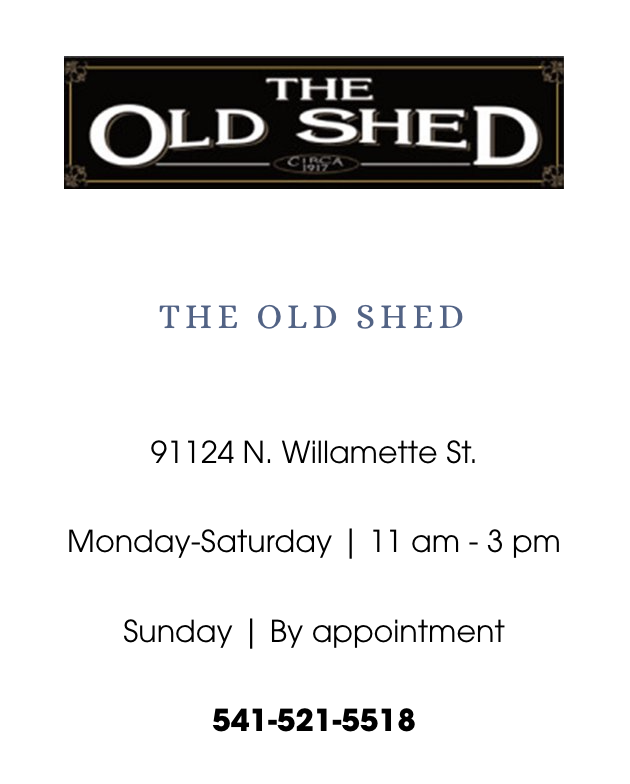 THE
OLD SHED
CIRCA
1917
THE OLD SHED
91124 N. Willamette St.
Monday-Saturday | 11 am - 3 pm
Sunday | By appointment
541-521-5518